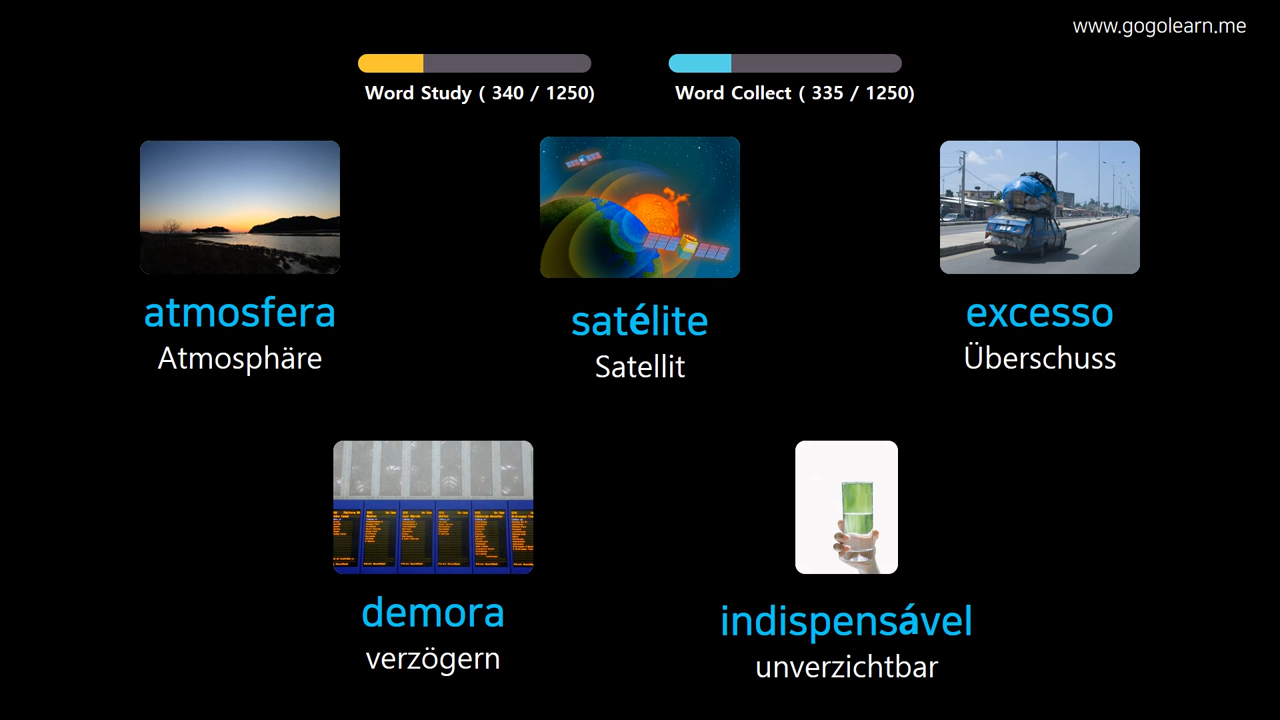 www.gogolearn.me
Word Study ( 340 / 1250)
Word Collect ( 335 / 1250)
atmosfera
Atmosphäre
satélite
Satellit
excesso
Überschuss
demora
verzögern
indispensável
unverzichtbar